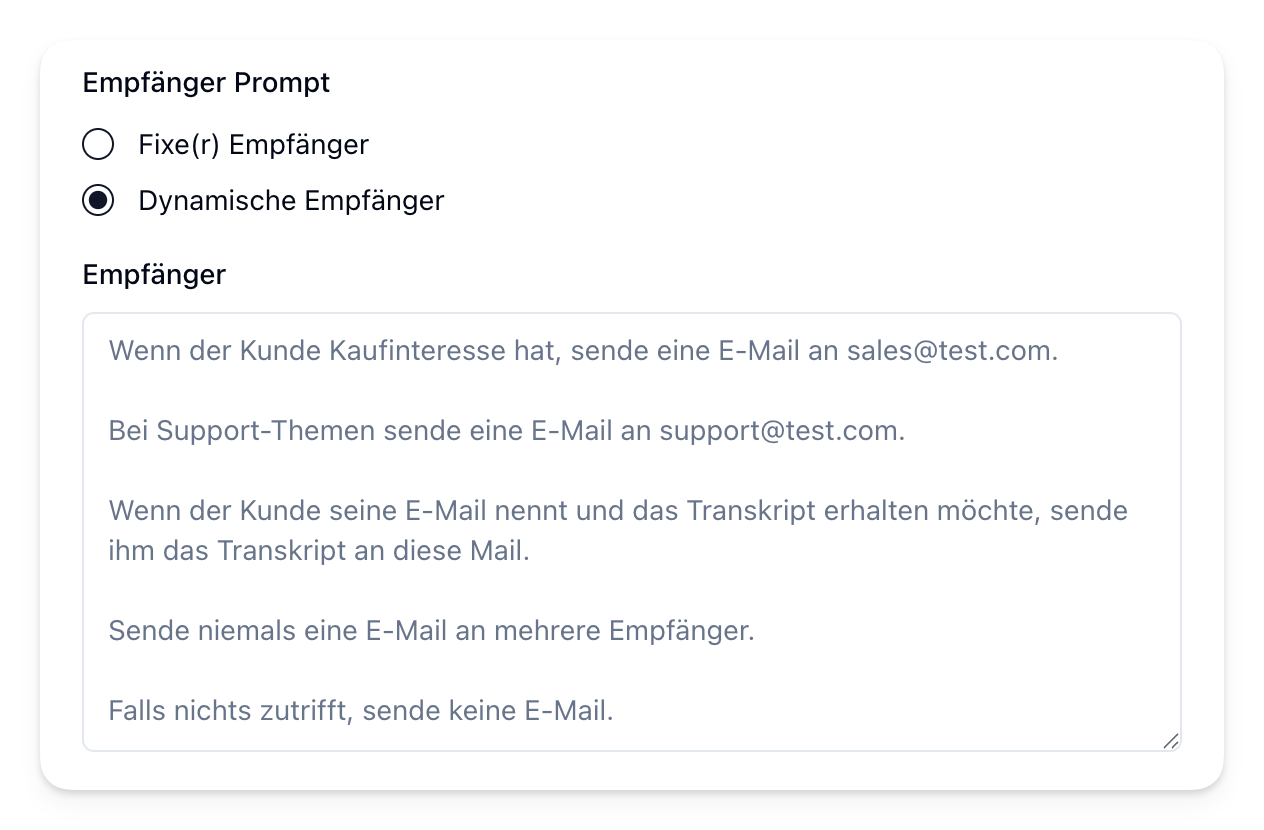 Empfänger Prompt
Fixe(r) Empfänger
Dynamische Empfänger
Empfänger
Wenn der Kunde Kaufinteresse hat, sende eine E-Mail an sales@test.com.
Bei Support-Themen sende eine E-Mail an support@test.com.
Wenn der Kunde seine E-Mail nennt und das Transkript erhalten möchte, sende
ihm das Transkript an diese Mail.
Sende niemals eine E-Mail an mehrere Empfänger.
Falls nichts zutrifft, sende keine E-Mail.